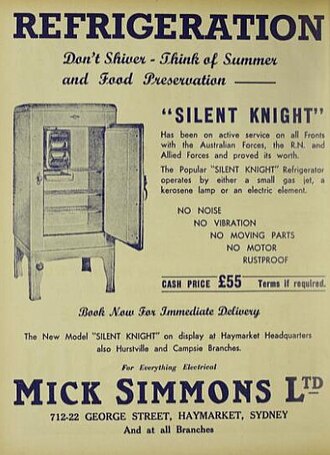 REFRIGERATION
Don't Shiver - Think of Summer
and Food Preservation
"SILENT KNIGHT"
Has been on active service on all Fronts
with the Australian Forces, the R.N. and
Allied Forces and proved its worth.
The Popular "SILENT KNIGHT" Refrigerator
operates by either a small gas jet, a
kerosene lamp or an electric element.
NO NOISE
NO VIBRATION
NO MOVING PARTS
NO MOTOR
RUSTPROOF
CASH PRICE £55 Terms if required.
Book Now For Immediate Delivery
The New Model "SILENT KNIGHT" on display at Haymarket Headquarters
also Hurstville and Campsie Branches.
For Everything Electrical
MICK SIMMONS LTD
712-22 GEORGE STREET, HAYMARKET, SYDNEY
And at all Branches